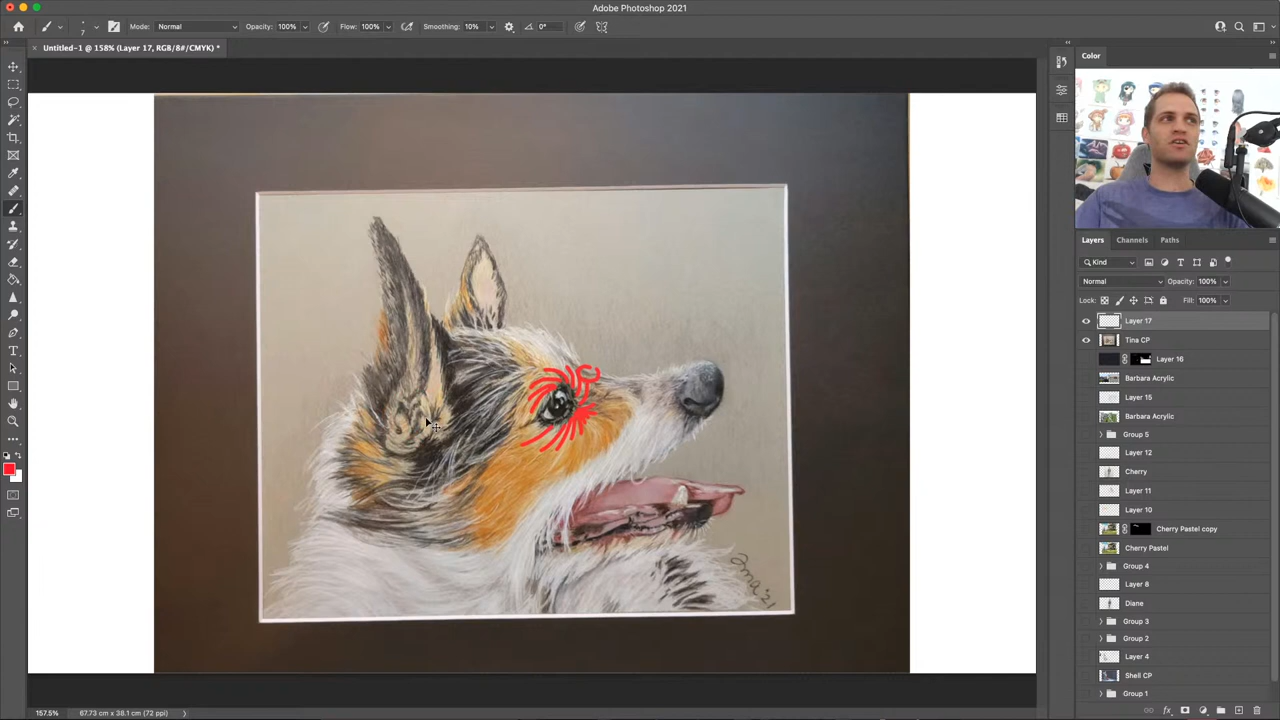 Adobe Photoshop 2021
7 Mode: Normal Opacity: 100% Flow: 100% Smoothing: 10% 0°
Untitled-1 @ 158% (Layer 17, RGB/8#/CMYK) *
Color
Layers Channels Paths
Kind
Normal Opacity: 100%
Lock: Fill: 100%
Layer 17
Tina CP
Layer 16
Barbara Acrylic
Layer 15
Barbara Acrylic
Group 5
Layer 12
Cherry
Layer 11
Layer 10
Cherry Pastel copy
Cherry Pastel
Group 4
Layer 8
Diane
Group 3
Group 2
Layer 4
Shell CP
Group 1
157.5% 67.73 cm x 38.1 cm (72 ppi)